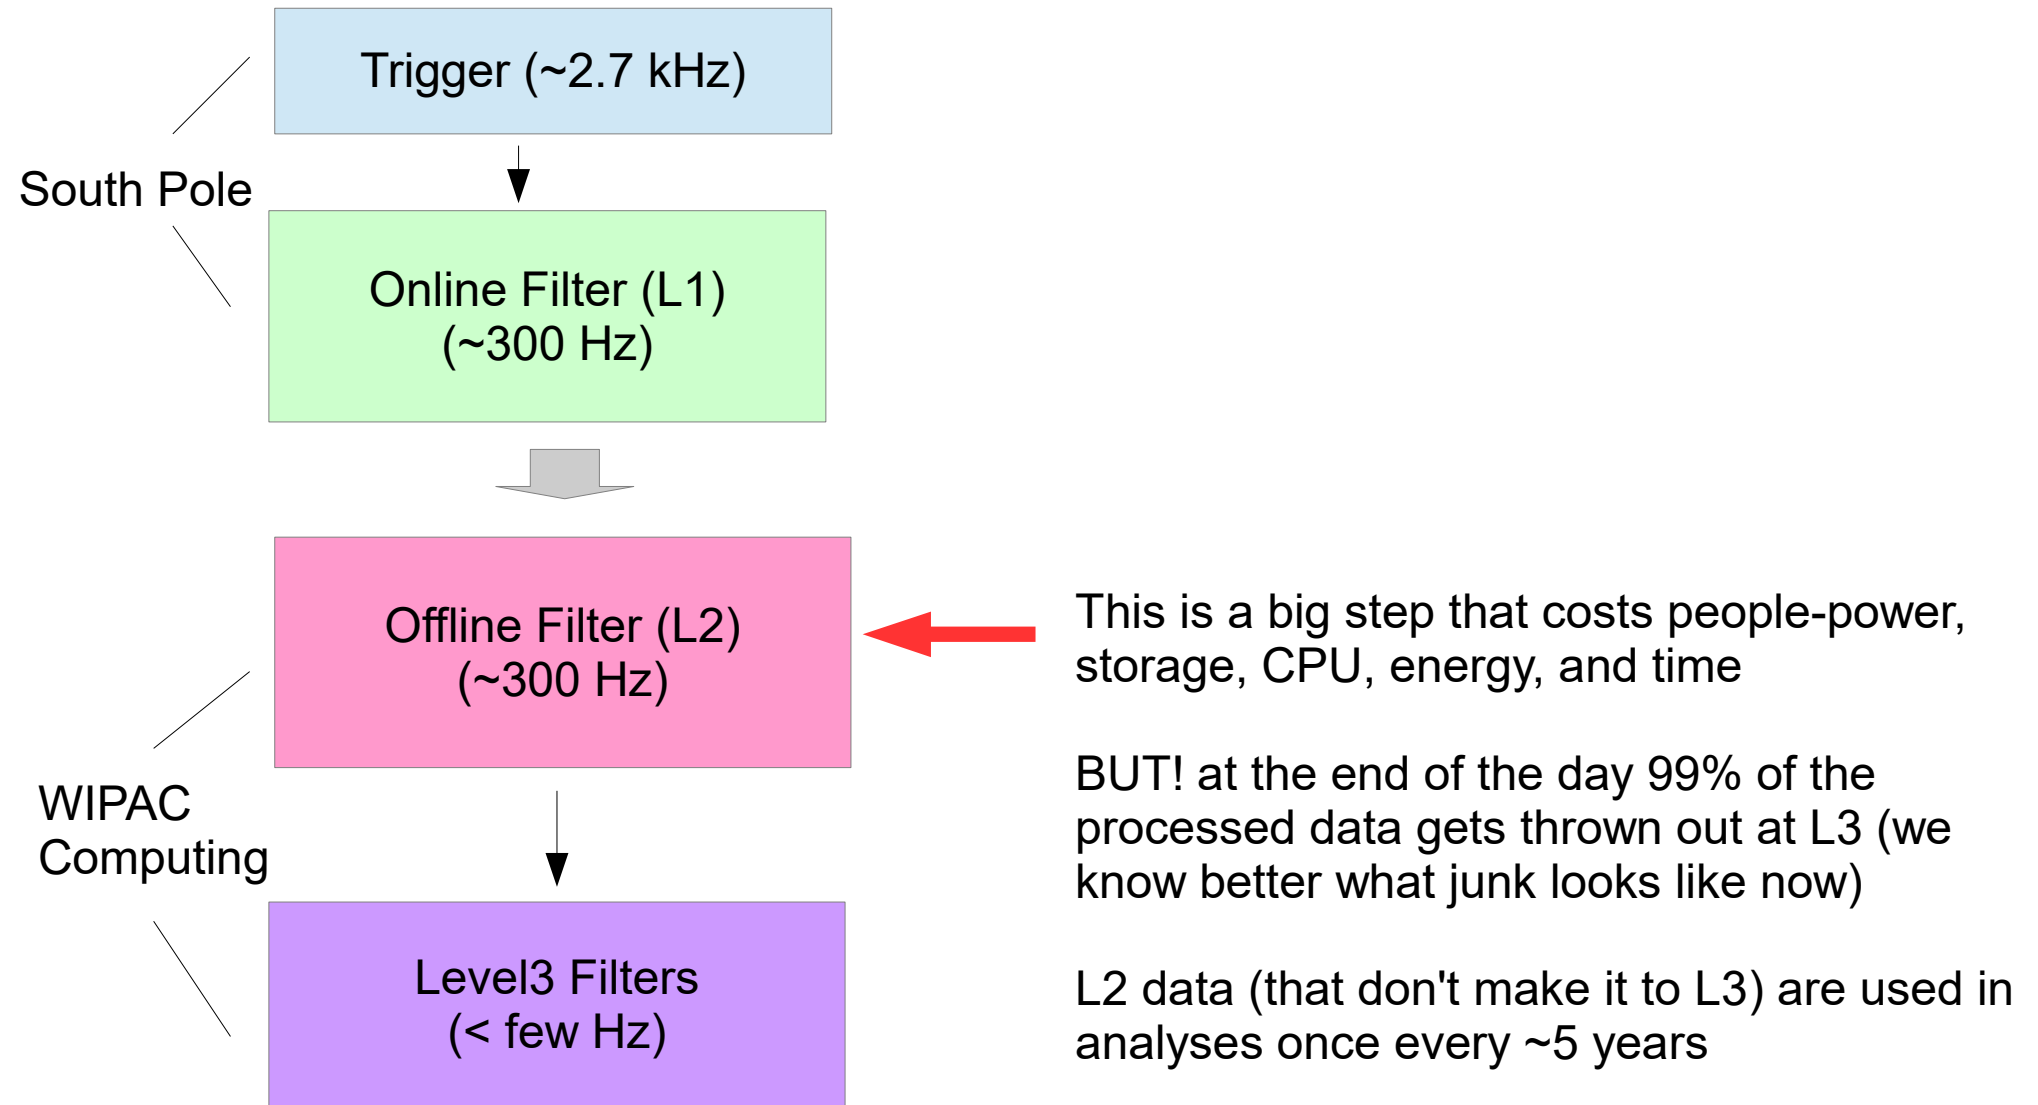 Trigger (~2.7 kHz)
South Pole
Online Filter (L1)
(~300 Hz)
Offline Filter (L2)
(~300 Hz)
This is a big step that costs people-power,
storage, CPU, energy, and time
BUT! at the end of the day 99% of the
processed data gets thrown out at L3 (we
know better what junk looks like now)
WIPAC
Computing
Level3 Filters
(< few Hz)
L2 data (that don't make it to L3) are used in
analyses once every ~5 years